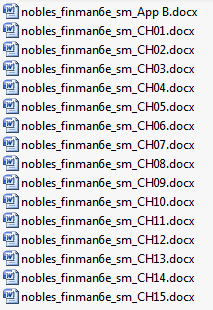 nobles_finman6e_sm_App B.docx
nobles_finman6e_sm_CH01.docx
nobles_finman6e_sm_CH02.docx
nobles_finman6e_sm_CH03.docx
nobles_finman6e_sm_CH04.docx
nobles_finman6e_sm_CH05.docx
nobles_finman6e_sm_CH06.docx
nobles_finman6e_sm_CH07.docx
nobles_finman6e_sm_CH08.docx
nobles_finman6e_sm_CH09.docx
nobles_finman6e_sm_CH10.docx
nobles_finman6e_sm_CH11.docx
nobles_finman6e_sm_CH12.docx
nobles_finman6e_sm_CH13.docx
nobles_finman6e_sm_CH14.docx
nobles_finman6e_sm_CH15.docx